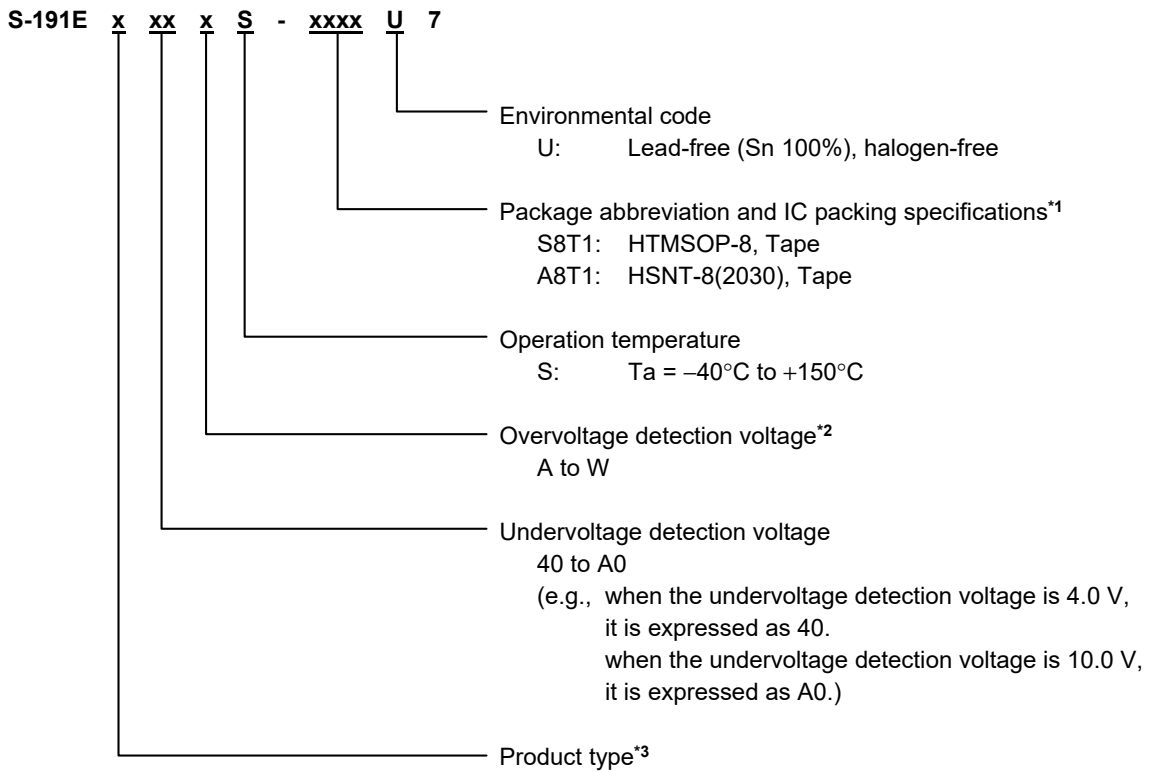 S-191E x xx x S - xxxx U 7
Environmental code
U: Lead-free (Sn 100%), halogen-free
Package abbreviation and IC packing specifications*1
S8T1: HTMSOP-8, Tape
A8T1: HSNT-8(2030), Tape
Operation temperature
S: Ta = −40°C to +150°C
Overvoltage detection voltage*2
A to W
Undervoltage detection voltage
40 to A0
(e.g., when the undervoltage detection voltage is 4.0 V,
it is expressed as 40.
when the undervoltage detection voltage is 10.0 V,
it is expressed as A0.)
Product type*3